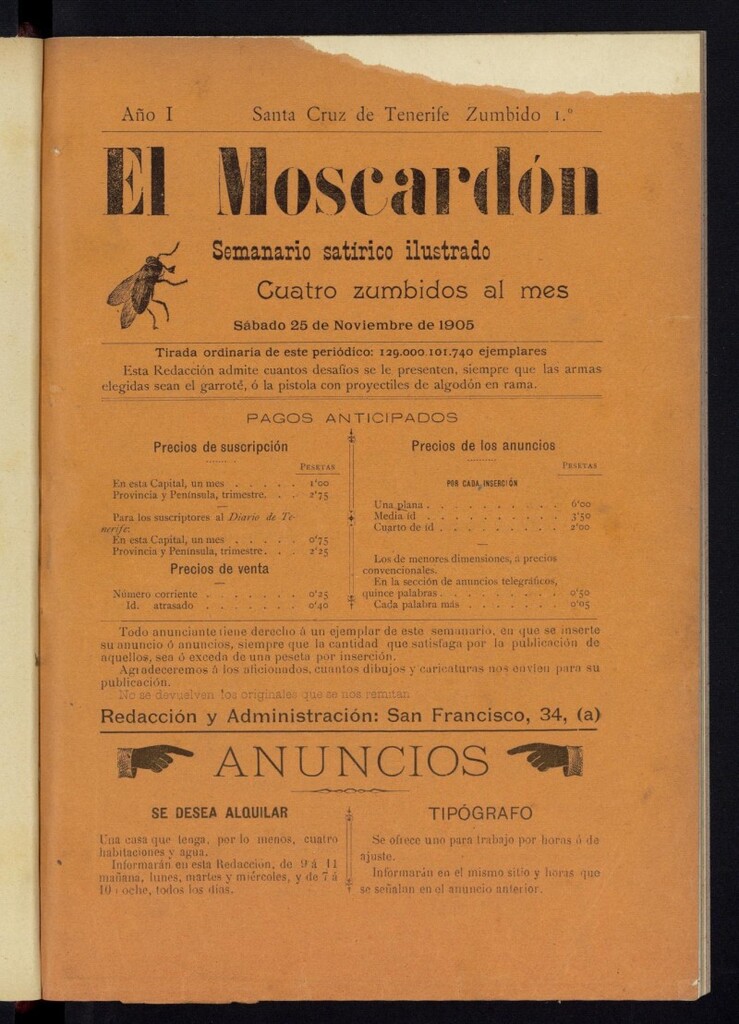 Año I Santa Cruz de Tenerife Zumbido 1.º
El Moscardón
Semanario satírico ilustrado
Cuatro zumbidos al mes
Sábado 25 de Noviembre de 1905
Tirada ordinaria de este periódico: 129.000.101.740 ejemplares
Esta Redacción admite cuantos desafíos se le presenten, siempre que las armas
elegidas sean el garroté, ó la pistola con proyectiles de algodón en rama.
PAGOS ANTICIPADOS
Precios de suscripción
PESETAS
En esta Capital, un mes . . . . . 1'00
Provincia y Península, trimestre. . . 2'75
Para los suscriptores al Diario de Te-
nerife:
En esta Capital, un mes . . . . . 0'75
Provincia y Península, trimestre. . . 2'25
Precios de venta
Número corriente . . . . . . . 0'25
Id. atrasado . . . . . . . 0'40
Precios de los anuncios
PESETAS
POR CADA INSERCIÓN
Una plana . . . . . . . . . . 6'00
Media id . . . . . . . . . . 3'50
Cuarto de id . . . . . . . . . 2'00
Los de menores dimensiones, a precios
convencionales.
En la sección de anuncios telegráficos,
quince palabras . . . . . . . . . 0'50
Cada palabra más . . . . . . . . 0'05
Todo anunciante tiene derecho á un ejemplar de este semanario, en que se inserte
su anuncio ó anuncios, siempre que la cantidad que satisfaga por la publicación de
aquellos, sea ó exceda de una peseta por inserción.
Agradeceremos á los aficionados, cuantos dibujos y caricaturas nos envíen para su
publicación.
No se devuelven los originales que se nos remitan
Redacción y Administración: San Francisco, 34, (a)
ANUNCIOS
SE DESEA ALQUILAR
Una casa que tenga, por lo menos, cuatro
habitaciones y agua.
Informarán en esta Redacción, de 9 á 11
mañana, lunes, martes y miércoles, y de 7 á
10 noche, todos los días.
TIPÓGRAFO
Se ofrece uno para trabajo por horas ó de
ajuste.
Informarán en el mismo sitio y horas que
se señalan en el anuncio anterior.